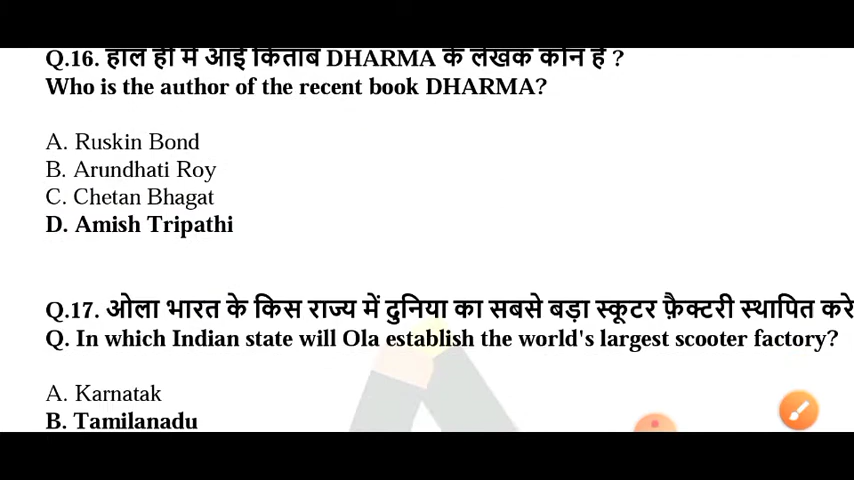 Q.16. हाल ही में आई किताब DHARMA के लेखक कौन है ?
Who is the author of the recent book DHARMA?
A. Ruskin Bond
B. Arundhati Roy
C. Chetan Bhagat
D. Amish Tripathi
Q.17. ओला भारत के किस राज्य में दुनिया का सबसे बड़ा स्कूटर फ़ैक्टरी स्थापित करे
Q. In which Indian state will Ola establish the world's largest scooter factory?
A. Karnatak
B. Tamilanadu